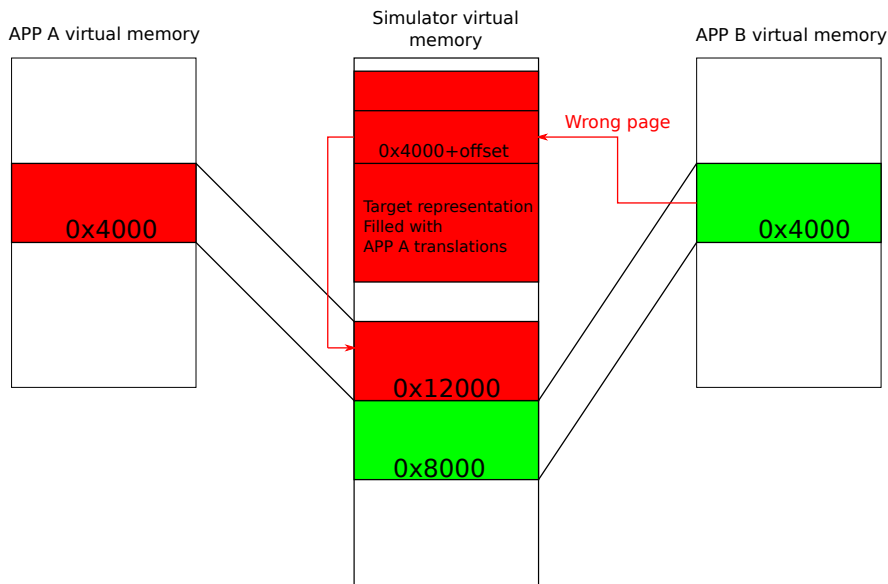 APP A virtual memory
Simulator virtual
memory
APP B virtual memory
Wrong page
0x4000+offset
Target representation
Filled with
APP A translations
0x4000
0x4000
0x12000
0x8000